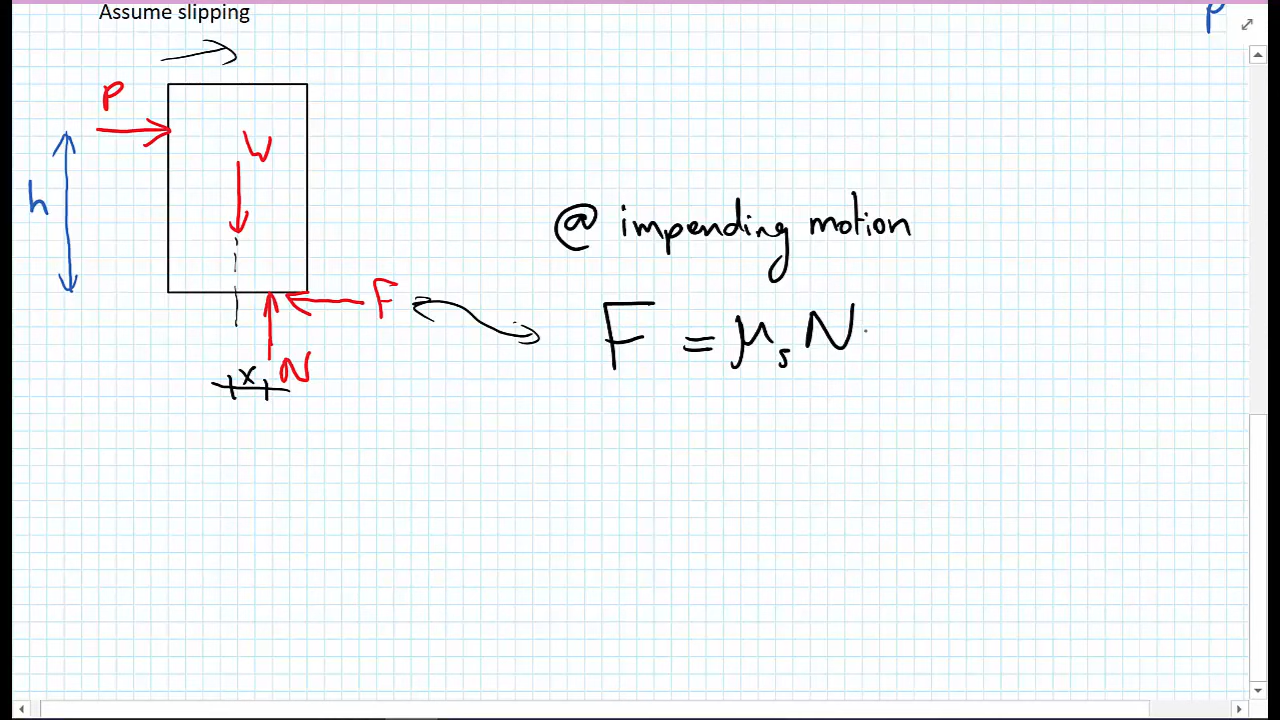 Assume slipping
P
P
W
h
@ impending motion
F
F = μs N
N
x